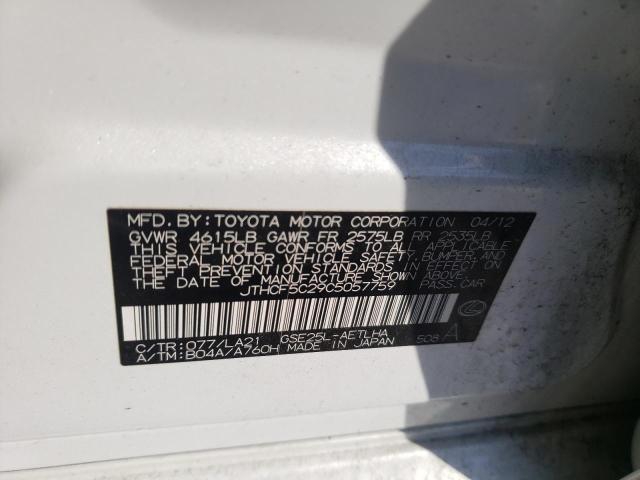 MFD. BY: TOYOTA MOTOR CORPORATION 04/12
GVWR 4615LB GAWR FR 2575LB RR 2535LB
THIS VEHICLE CONFORMS TO ALL APPLICABLE
FEDERAL MOTOR VEHICLE SAFETY, BUMPER, AND
THEFT PREVENTION STANDARDS IN EFFECT ON
THE DATE OF MANUFACTURE SHOWN ABOVE.
JTHCF5C29C5057759 PASS. CAR
C/TR: 077/LA21 GSE25L-AETLHA
A/TM: B04A/A760H MADE IN JAPAN 508 A